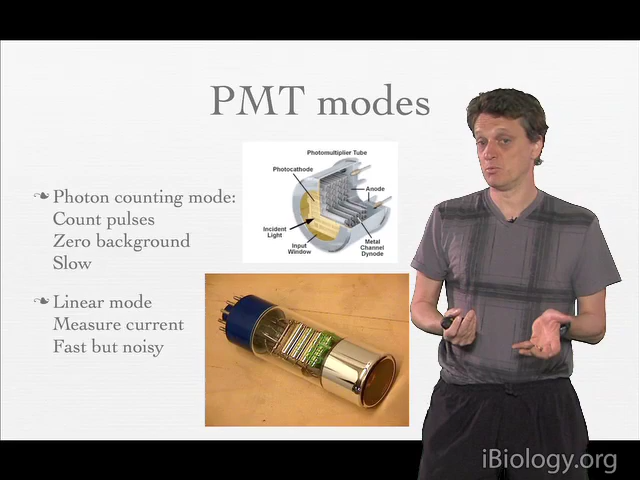 PMT modes
Photomultiplier Tube
Photocathode
Anode
Incident
Light
Input
Window
Metal
Channel
Dynode
Photon counting mode:
Count pulses
Zero background
Slow
Linear mode
Measure current
Fast but noisy
iBiology.org